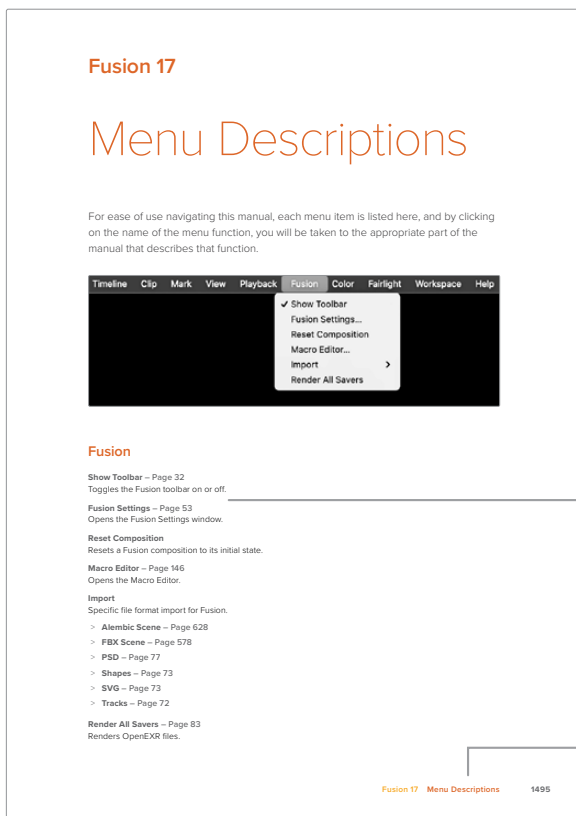 Fusion 17
Menu Descriptions
For ease of use navigating this manual, each menu item is listed here, and by clicking
on the name of the menu function, you will be taken to the appropriate part of the
manual that describes that function.
Timeline Clip Mark View Playback Fusion Color Fairlight Workspace Help
✓ Show Toolbar
Fusion Settings...
Reset Composition
Macro Editor...
Import >
Render All Savers
Fusion
Show Toolbar – Page 32
Toggles the Fusion toolbar on or off.
Fusion Settings – Page 53
Opens the Fusion Settings window.
Reset Composition
Resets a Fusion composition to its initial state.
Macro Editor – Page 146
Opens the Macro Editor.
Import
Specific file format import for Fusion.
> Alembic Scene – Page 628
> FBX Scene – Page 578
> PSD – Page 77
> Shapes – Page 73
> SVG – Page 73
> Tracks – Page 72
Render All Savers – Page 83
Renders OpenEXR files.
Fusion 17 Menu Descriptions 1495